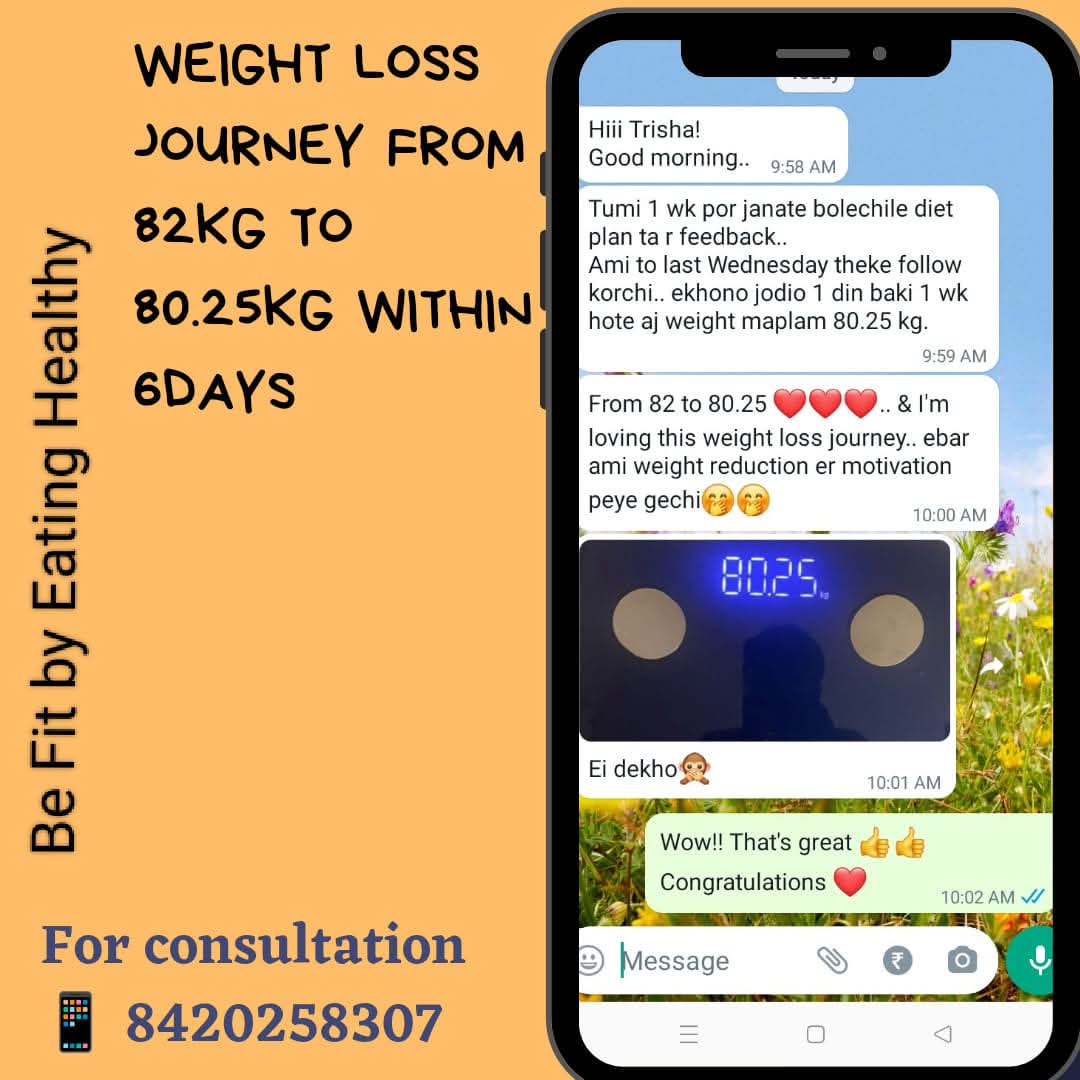 WEIGHT LOSS
JOURNEY FROM
82KG TO
80.25KG WITHIN
6DAYS
Be Fit by Eating Healthy
For consultation
8420258307
Today
Hiii Trisha!
Good morning..
9:58 AM
Tumi 1 wk por janate bolechile diet
plan ta r feedback..
Ami to last Wednesday theke follow
korchi.. ekhono jodio 1 din baki 1 wk
hote aj weight maplam 80.25 kg.
9:59 AM
From 82 to 80.25 ❤️❤️❤️.. & I'm
loving this weight loss journey.. ebar
ami weight reduction er motivation
peye gechi🤭🤭
10:00 AM
80.25 kg
Ei dekho🙊
10:01 AM
Wow!! That's great 👍👍
Congratulations ❤️
10:02 AM
Message